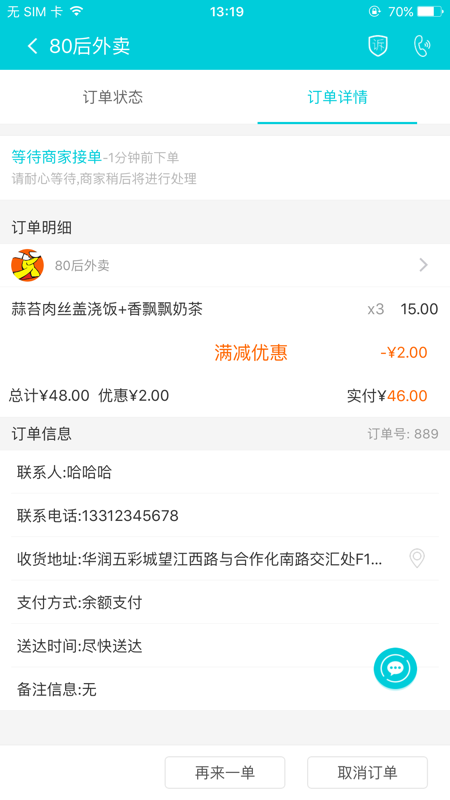 无 SIM 卡 13:19 70%
80后外卖 诉
订单状态 订单详情
等待商家接单-1分钟前下单
请耐心等待,商家稍后将进行处理
订单明细
80后外卖
蒜苔肉丝盖浇饭+香飘飘奶茶 x3 15.00
满减优惠 -¥2.00
总计¥48.00 优惠¥2.00 实付¥46.00
订单信息 订单号: 889
联系人:哈哈哈
联系电话:13312345678
收货地址:华润五彩城望江西路与合作化南路交汇处F1...
支付方式:余额支付
送达时间:尽快送达
备注信息:无
再来一单 取消订单